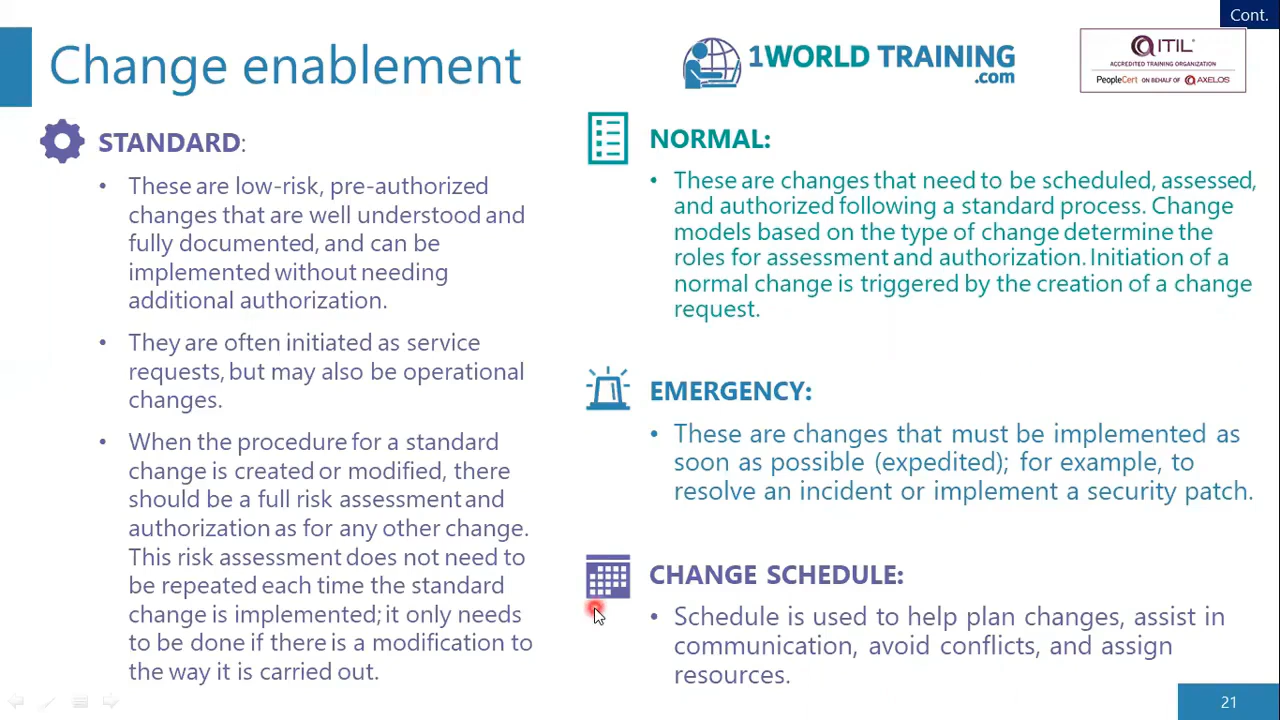 Cont.
Change enablement
1WORLD TRAINING
.com
ITIL®
ACCREDITED TRAINING ORGANIZATION
PeopleCert ON BEHALF OF AXELOS
STANDARD:
• These are low-risk, pre-authorized
changes that are well understood and
fully documented, and can be
implemented without needing
additional authorization.
• They are often initiated as service
requests, but may also be operational
changes.
• When the procedure for a standard
change is created or modified, there
should be a full risk assessment and
authorization as for any other change.
This risk assessment does not need to
be repeated each time the standard
change is implemented; it only needs
to be done if there is a modification to
the way it is carried out.
NORMAL:
• These are changes that need to be scheduled, assessed,
and authorized following a standard process. Change
models based on the type of change determine the
roles for assessment and authorization. Initiation of a
normal change is triggered by the creation of a change
request.
EMERGENCY:
• These are changes that must be implemented as
soon as possible (expedited); for example, to
resolve an incident or implement a security patch.
CHANGE SCHEDULE:
• Schedule is used to help plan changes, assist in
communication, avoid conflicts, and assign
resources.
21